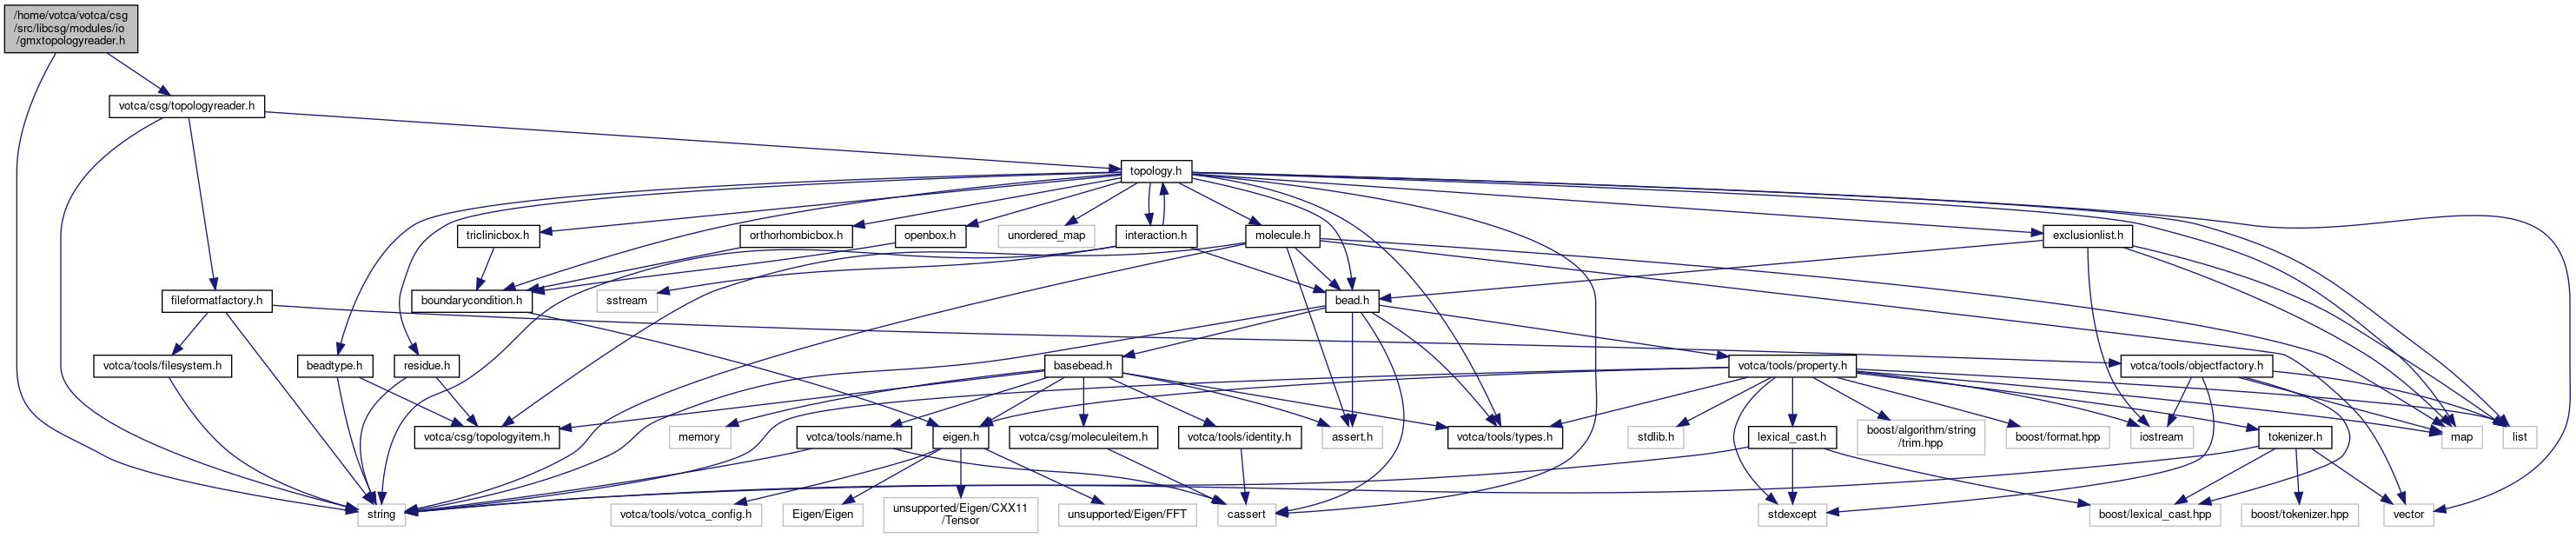 /home/votca/votca/csg
/src/libcsg/modules/io
/gmxtopologyreader.h
votca/csg/topologyreader.h
topology.h
triclinicbox.h
orthorhombicbox.h
openbox.h
unordered_map
interaction.h
molecule.h
exclusionlist.h
fileformatfactory.h
boundarycondition.h
sstream
bead.h
votca/tools/filesystem.h
beadtype.h
residue.h
basebead.h
votca/tools/property.h
votca/tools/objectfactory.h
votca/csg/topologyitem.h
memory
votca/tools/name.h
eigen.h
votca/csg/moleculeitem.h
votca/tools/identity.h
assert.h
votca/tools/types.h
stdlib.h
lexical_cast.h
boost/algorithm/string
/trim.hpp
boost/format.hpp
iostream
tokenizer.h
map
list
string
votca/tools/votca_config.h
Eigen/Eigen
unsupported/Eigen/CXX11
/Tensor
unsupported/Eigen/FFT
cassert
stdexcept
boost/lexical_cast.hpp
boost/tokenizer.hpp
vector